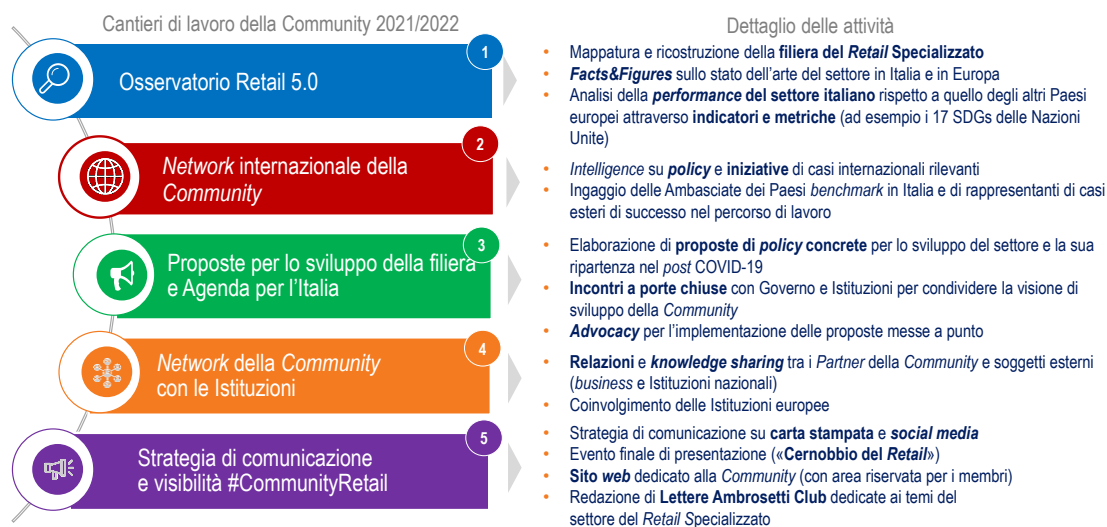 Cantieri di lavoro della Community 2021/2022
Dettaglio delle attività
1
Osservatorio Retail 5.0
• Mappatura e ricostruzione della filiera del Retail Specializzato
• Facts&Figures sullo stato dell'arte del settore in Italia e in Europa
• Analisi della performance del settore italiano rispetto a quello degli altri Paesi
europei attraverso indicatori e metriche (ad esempio i 17 SDGs delle Nazioni
Unite)
2
Network internazionale della
Community
• Intelligence su policy e iniziative di casi internazionali rilevanti
• Ingaggio delle Ambasciate dei Paesi benchmark in Italia e di rappresentanti di casi
esteri di successo nel percorso di lavoro
3
Proposte per lo sviluppo della filiera
e Agenda per l'Italia
• Elaborazione di proposte di policy concrete per lo sviluppo del settore e la sua
ripartenza nel post COVID-19
• Incontri a porte chiuse con Governo e Istituzioni per condividere la visione di
sviluppo della Community
• Advocacy per l'implementazione delle proposte messe a punto
4
Network della Community
con le Istituzioni
• Relazioni e knowledge sharing tra i Partner della Community e soggetti esterni
(business e Istituzioni nazionali)
• Coinvolgimento delle Istituzioni europee
5
Strategia di comunicazione
e visibilità #CommunityRetail
• Strategia di comunicazione su carta stampata e social media
• Evento finale di presentazione («Cernobbio del Retail»)
• Sito web dedicato alla Community (con area riservata per i membri)
• Redazione di Lettere Ambrosetti Club dedicate ai temi del
settore del Retail Specializzato